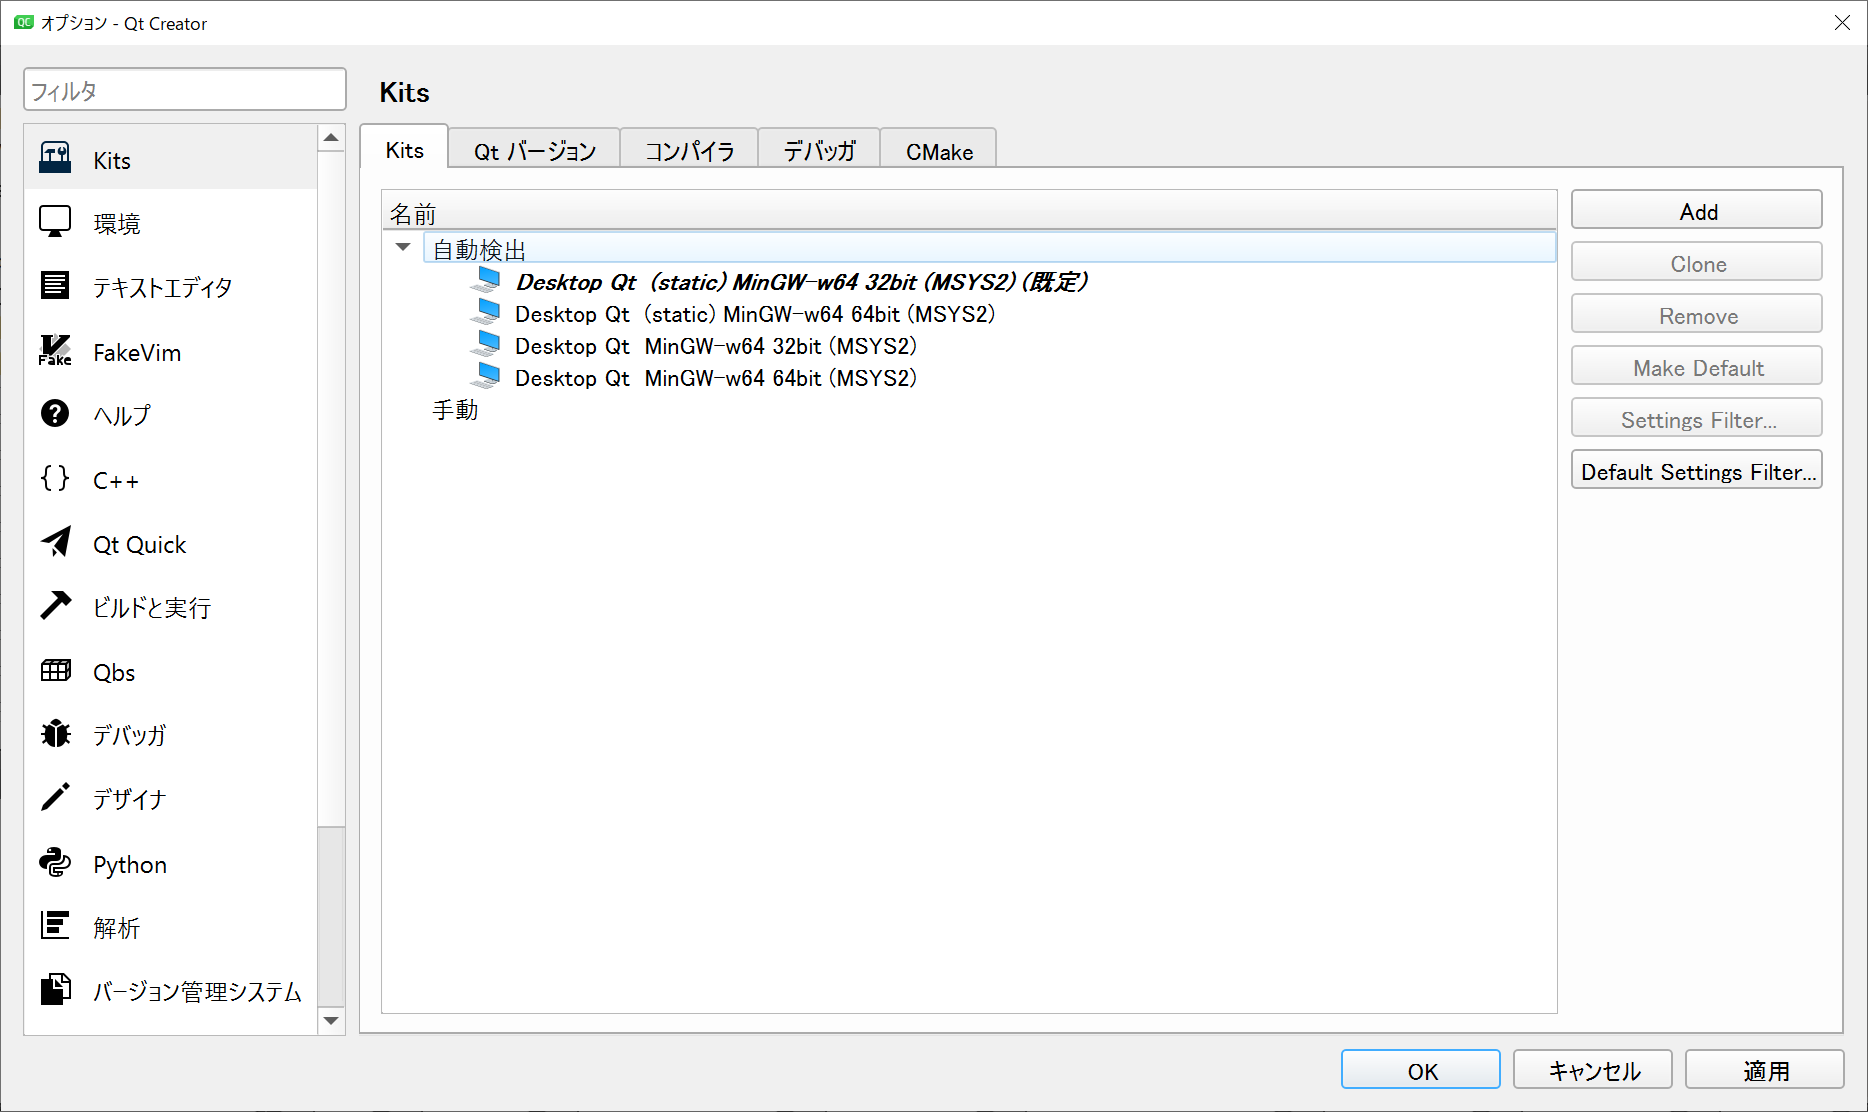 オプション - Qt Creator
フィルタ
Kits
環境
テキストエディタ
FakeVim
ヘルプ
C++
Qt Quick
ビルドと実行
Qbs
デバッガ
デザイナ
Python
解析
バージョン管理システム
Kits
Kits
Qt バージョン
コンパイラ
デバッガ
CMake
名前
自動検出
Desktop Qt  (static) MinGW-w64 32bit (MSYS2) (既定)
Desktop Qt  (static) MinGW-w64 64bit (MSYS2)
Desktop Qt  MinGW-w64 32bit (MSYS2)
Desktop Qt  MinGW-w64 64bit (MSYS2)
手動
Add
Clone
Remove
Make Default
Settings Filter...
Default Settings Filter...
OK
キャンセル
適用